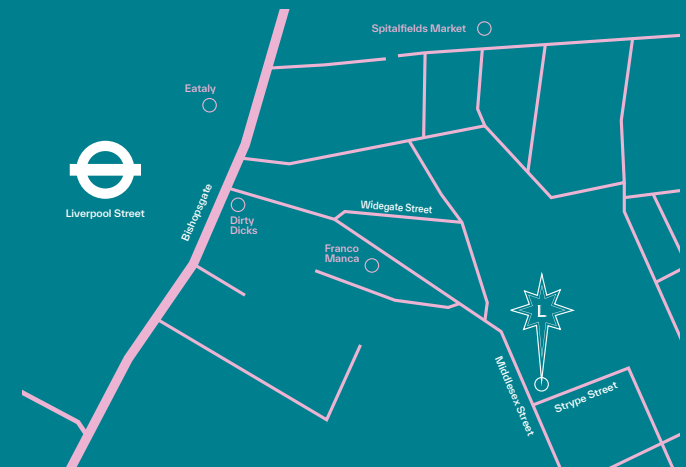 Spitalfields Market
Eataly
Liverpool Street
Bishopsgate
Dirty
Dicks
Widegate Street
Franco
Manca
L
Middlesex Street
Strype Street